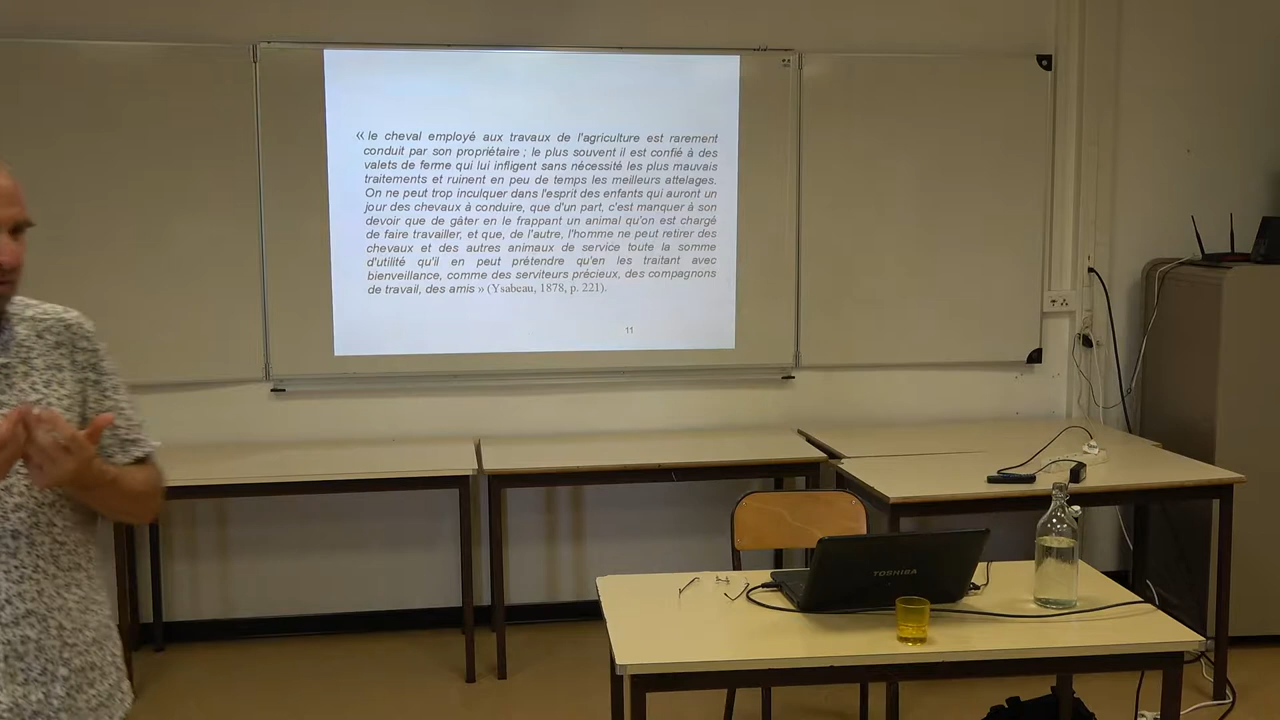 « le cheval employé aux travaux de l'agriculture est rarement
conduit par son propriétaire ; le plus souvent il est confié à des
valets de ferme qui lui infligent sans nécessité les plus mauvais
traitements et ruinent en peu de temps les meilleurs attelages.
On ne peut trop inculquer dans l'esprit des enfants qui auront un
jour des chevaux à conduire, que d'un part, c'est manquer à son
devoir que de gâter en le frappant un animal qu'on est chargé
de faire travailler, et que, de l'autre, l'homme ne peut retirer des
chevaux et des autres animaux de service toute la somme
d'utilité qu'il en peut prétendre qu'en les traitant avec
bienveillance, comme des serviteurs précieux, des compagnons
de travail, des amis » (Ysabeau, 1878, p. 221).
11
TOSHIBA